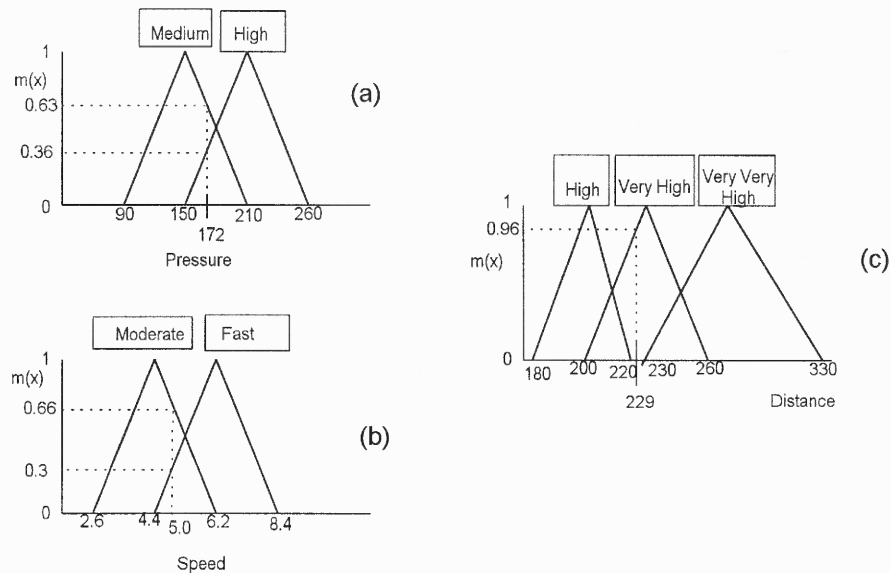 Medium High
1
m(x)
0.63
0.36
0
90 150 210 260
172
Pressure
(a)
Moderate Fast
1
m(x)
0.66
0.3
0
2.6 4.4 5.0 6.2 8.4
Speed
(b)
High Very High Very Very
High
1
0.96
m(x)
0
180 200 220 230 260 330
229
Distance
(c)